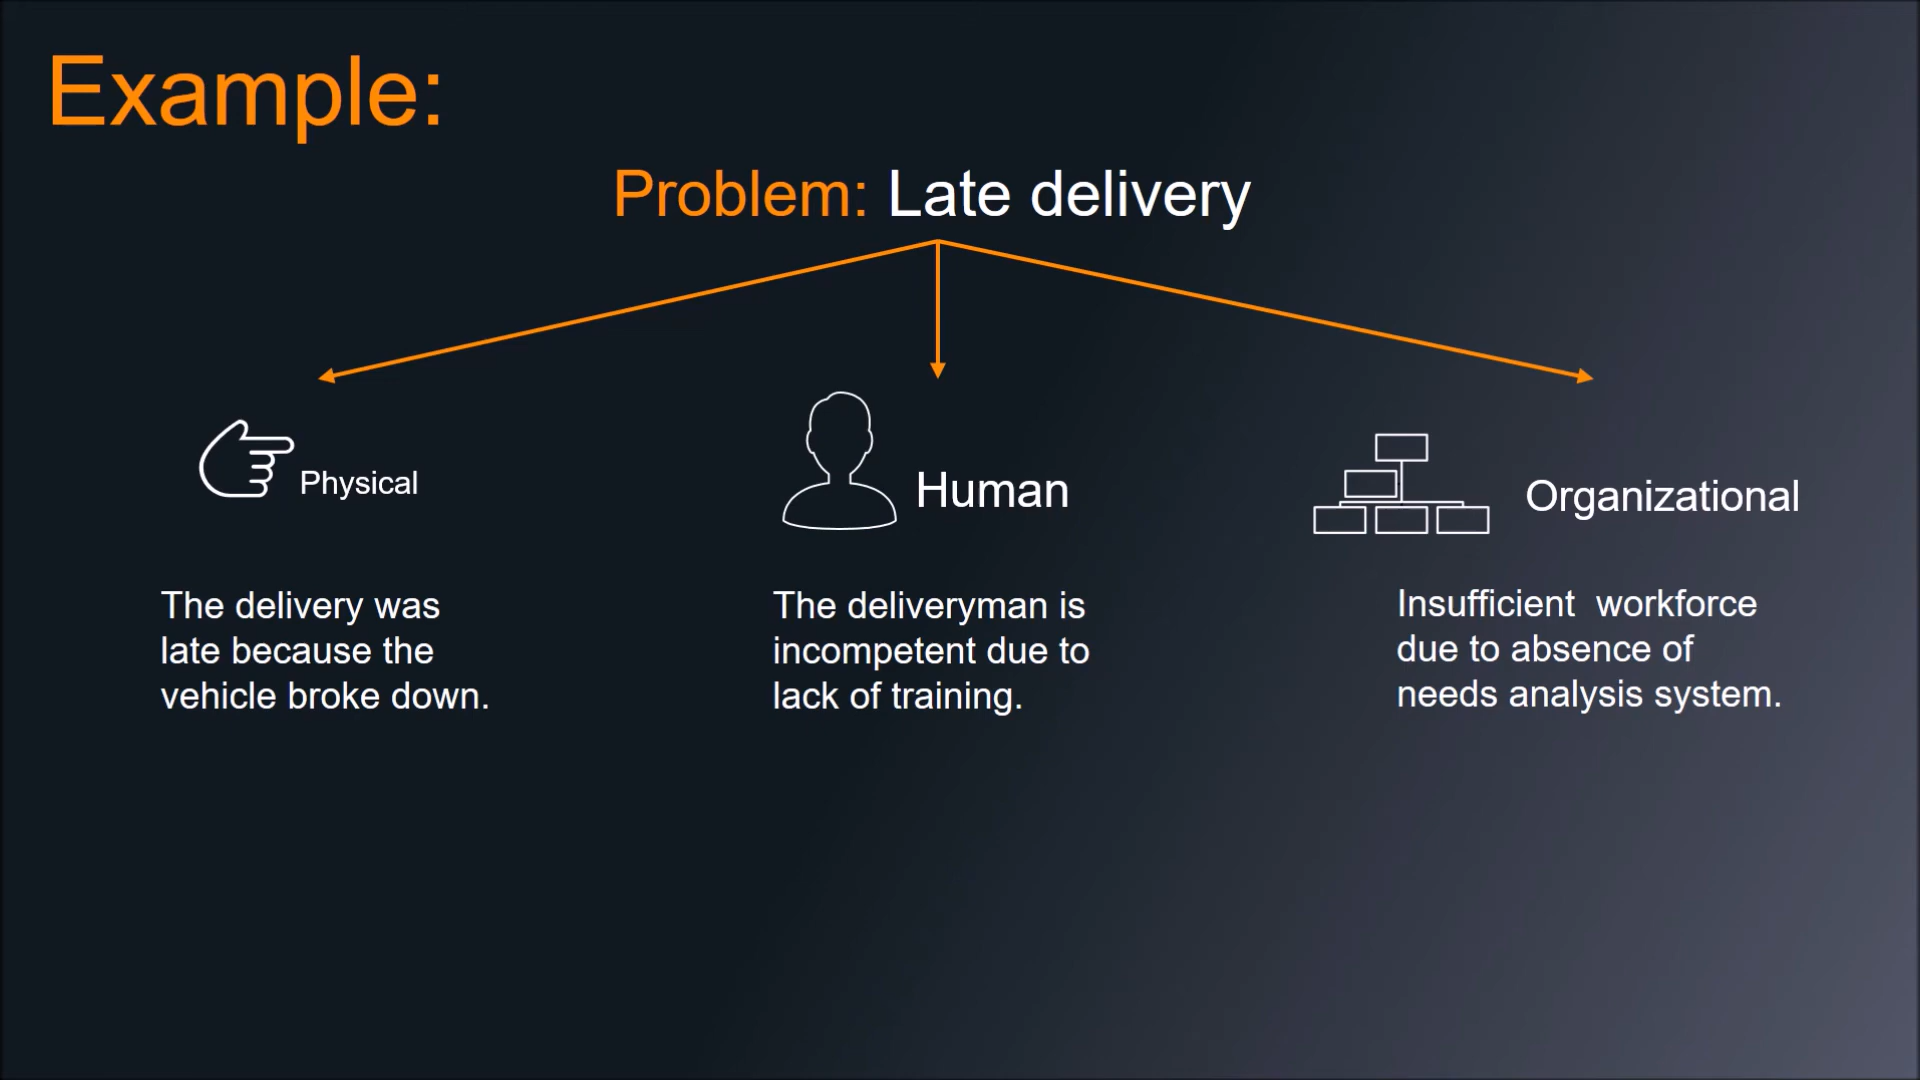 Example:
Problem: Late delivery
Physical
Human
Organizational
The delivery was
late because the
vehicle broke down.
The deliveryman is
incompetent due to
lack of training.
Insufficient  workforce
due to absence of
needs analysis system.